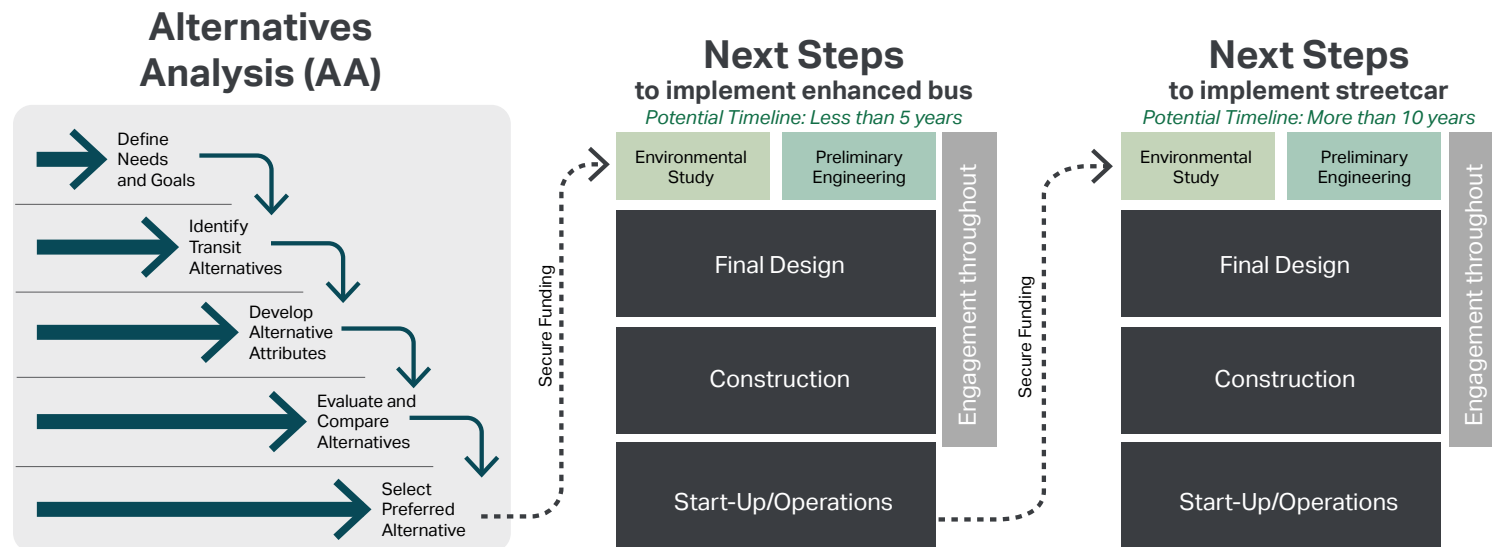 Alternatives
Analysis (AA)
Define
Needs
and Goals
Identify
Transit
Alternatives
Develop
Alternative
Attributes
Evaluate and
Compare
Alternatives
Select
Preferred
Alternative
Secure Funding
Next Steps
to implement enhanced bus
Potential Timeline: Less than 5 years
Environmental
Study
Preliminary
Engineering
Final Design
Construction
Start-Up/Operations
Engagement throughout
Secure Funding
Next Steps
to implement streetcar
Potential Timeline: More than 10 years
Environmental
Study
Preliminary
Engineering
Final Design
Construction
Start-Up/Operations
Engagement throughout